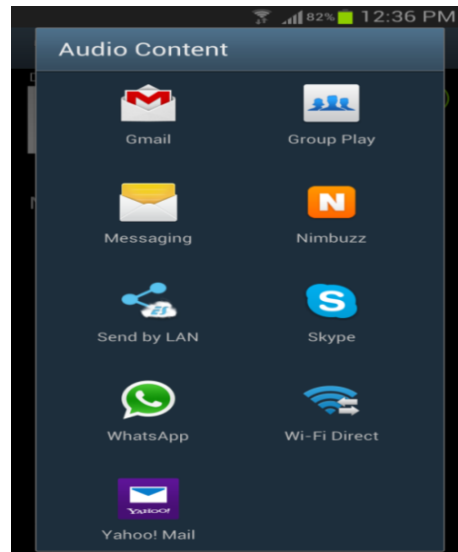 82% 12:36 PM
Audio Content
Gmail
Group Play
Messaging
N
Nimbuzz
ES
Send by LAN
S
Skype
WhatsApp
Wi-Fi Direct
YAHOO!
Yahoo! Mail